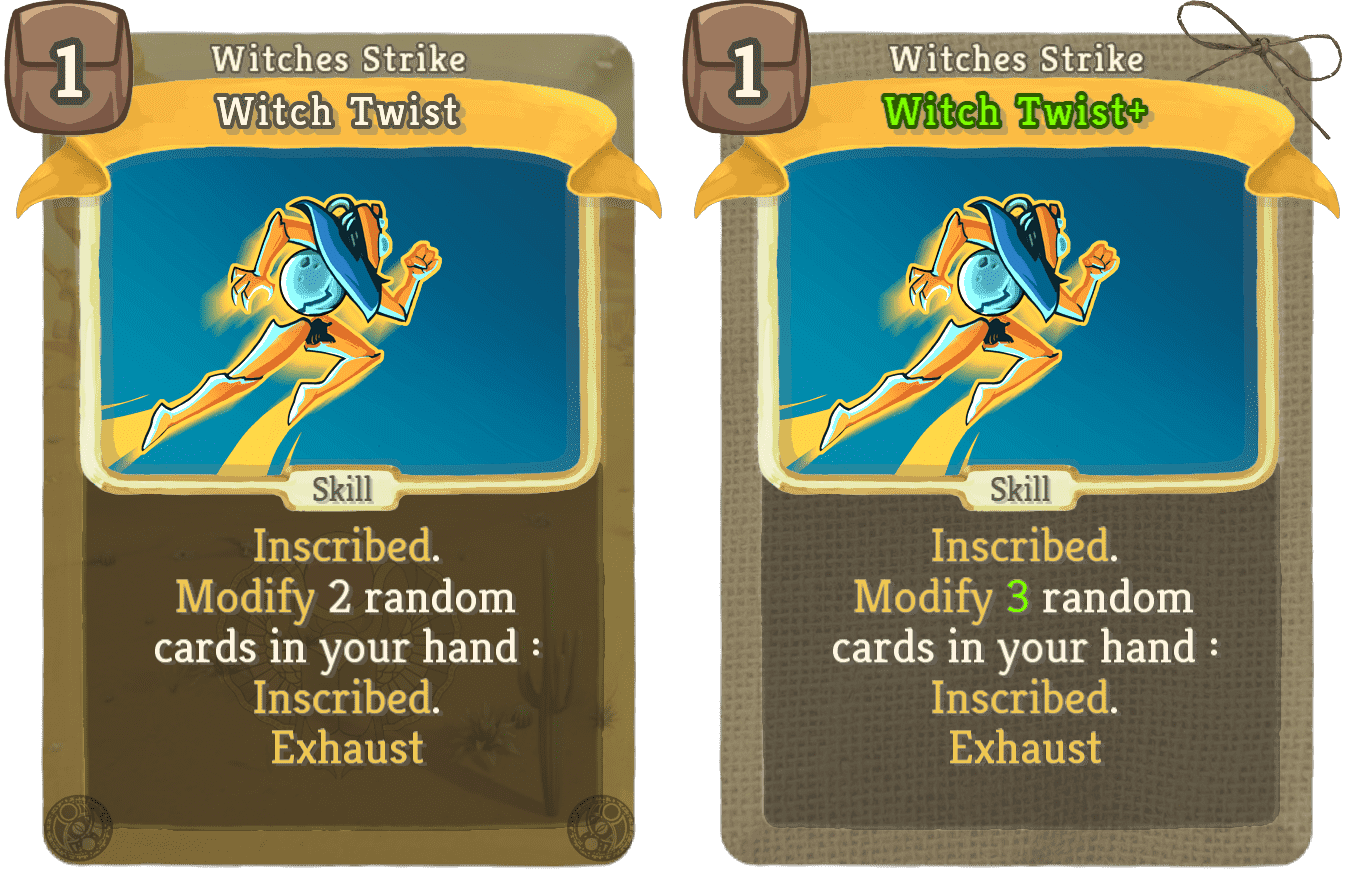 1
Witches Strike
Witch Twist
Skill
Inscribed.
Modify 2 random
cards in your hand :
Inscribed.
Exhaust
1
Witches Strike
Witch Twist+
Skill
Inscribed.
Modify 3 random
cards in your hand :
Inscribed.
Exhaust